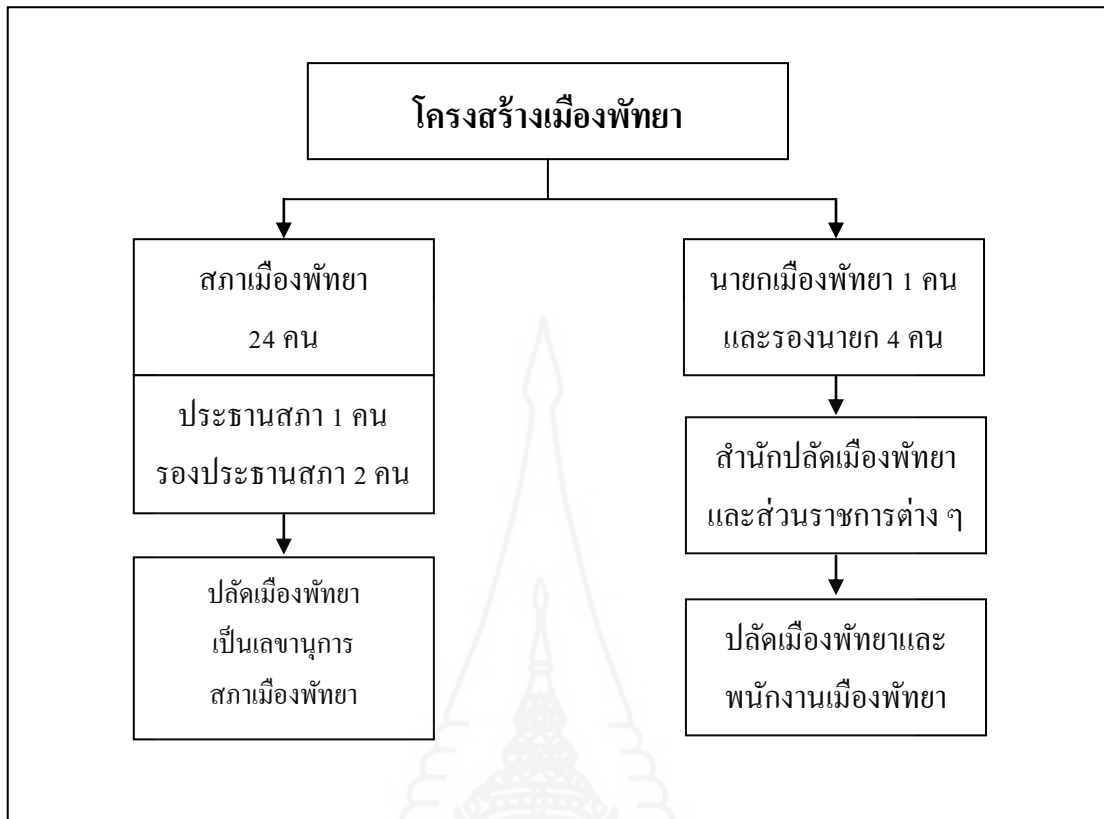 โครงสร้างเมืองพัทยา
สภาเมืองพัทยา
24 คน
ประธานสภา 1 คน
รองประธานสภา 2 คน
ปลัดเมืองพัทยา
เป็นเลขานุการ
สภาเมืองพัทยา
นายกเมืองพัทยา 1 คน
และรองนายก 4 คน
สำนักปลัดเมืองพัทยา
และส่วนราชการต่าง ๆ
ปลัดเมืองพัทยาและ
พนักงานเมืองพัทยา